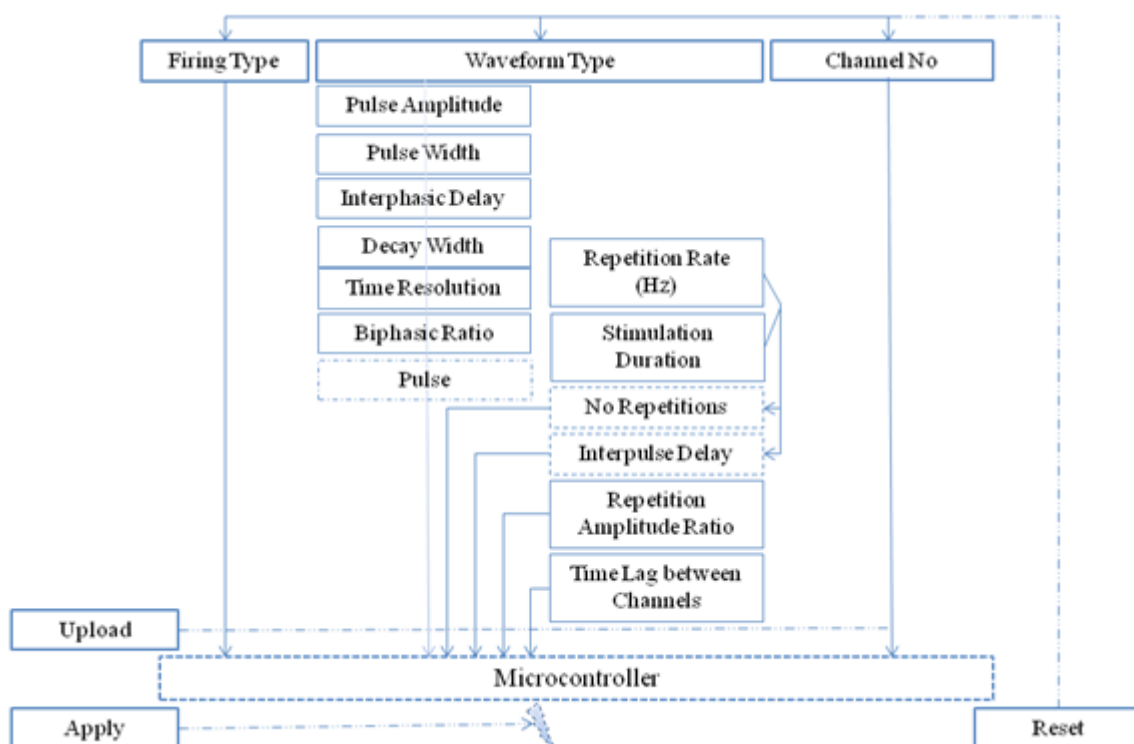 Firing Type
Waveform Type
Channel No
Pulse Amplitude
Pulse Width
Interphasic Delay
Decay Width
Time Resolution
Biphasic Ratio
Pulse
Repetition Rate
(Hz)
Stimulation
Duration
No Repetitions
Interpulse Delay
Repetition
Amplitude Ratio
Time Lag between
Channels
Upload
Microcontroller
Apply
Reset